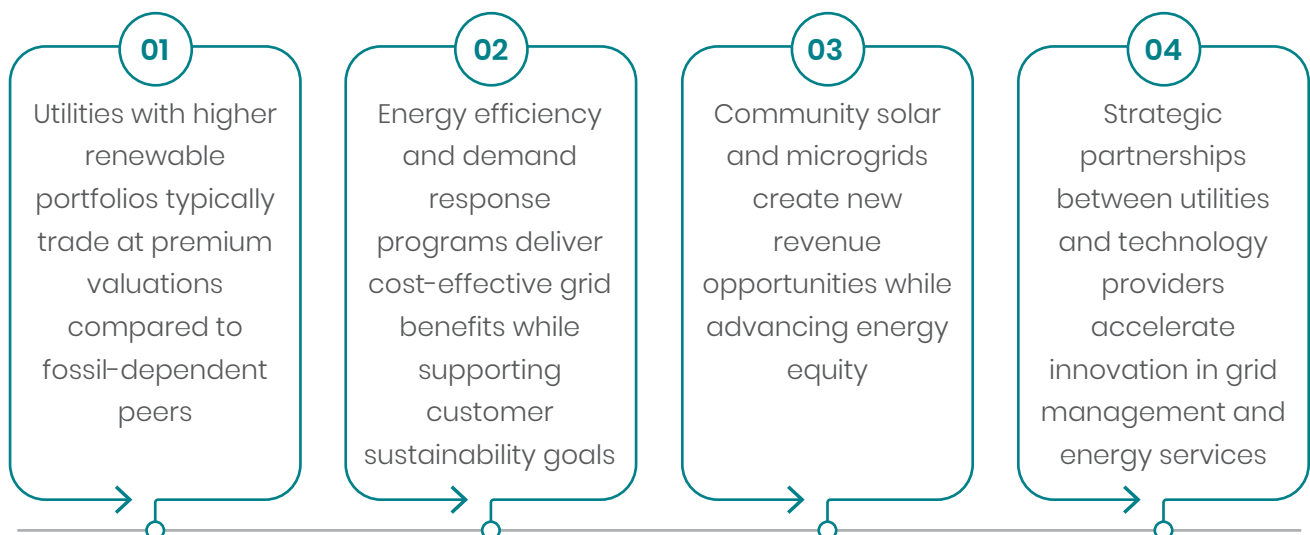 01
Utilities with higher
renewable
portfolios typically
trade at premium
valuations
compared to
fossil-dependent
peers
02
Energy efficiency
and demand
response
programs deliver
cost-effective grid
benefits while
supporting
customer
sustainability goals
03
Community solar
and microgrids
create new
revenue
opportunities while
advancing energy
equity
04
Strategic
partnerships
between utilities
and technology
providers
accelerate
innovation in grid
management and
energy services